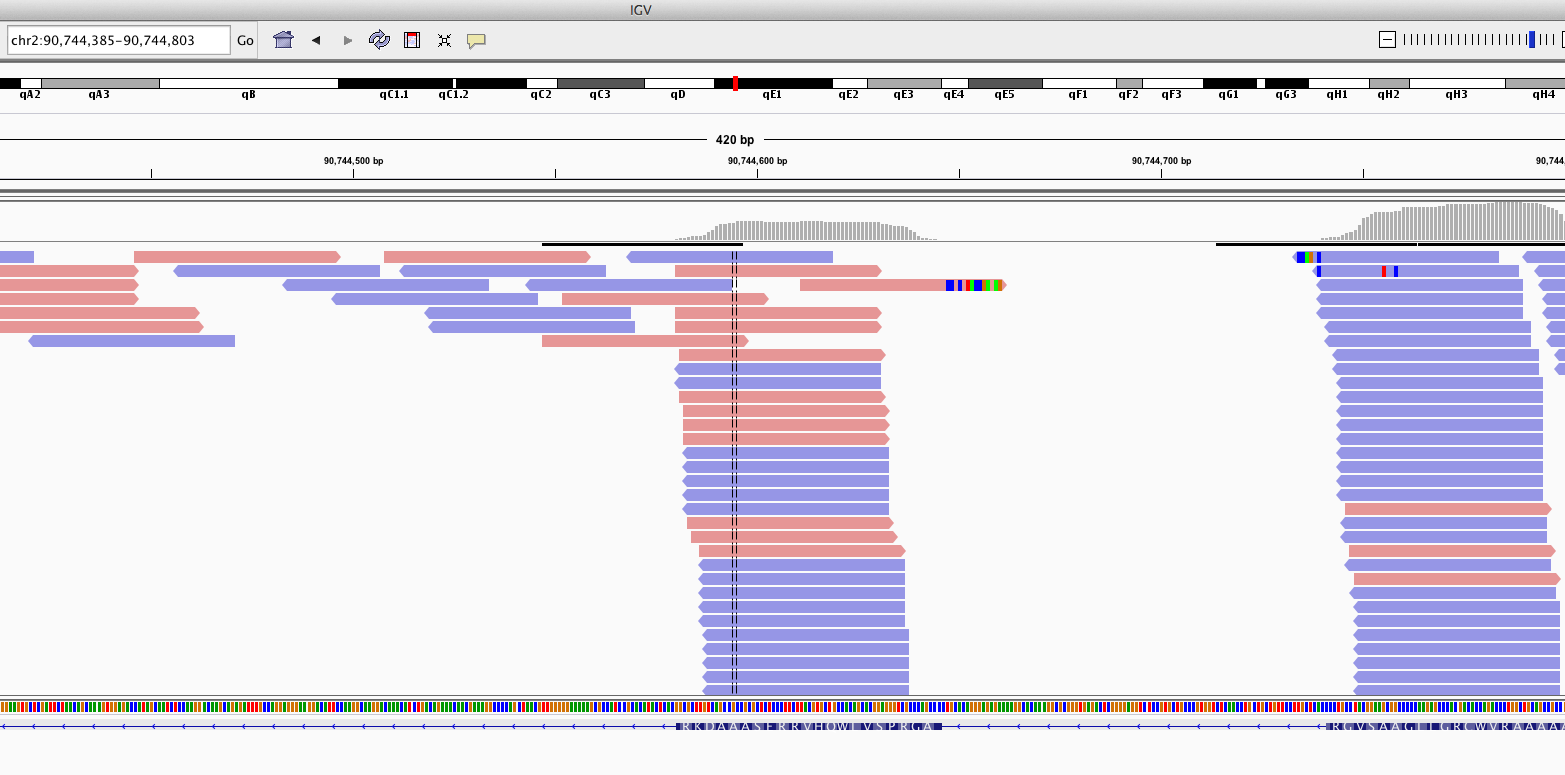 IGV
chr2:90,744,385-90,744,803 Go
qA2 qA3 qB qC1.1 qC1.2 qC2 qC3 qD qE1 qE2 qE3 qE4 qE5 qF1 qF2 qF3 qG1 qG3 qH1 qH2 qH3 qH4
420 bp
90,744,500 bp 90,744,600 bp 90,744,700 bp 90,744,